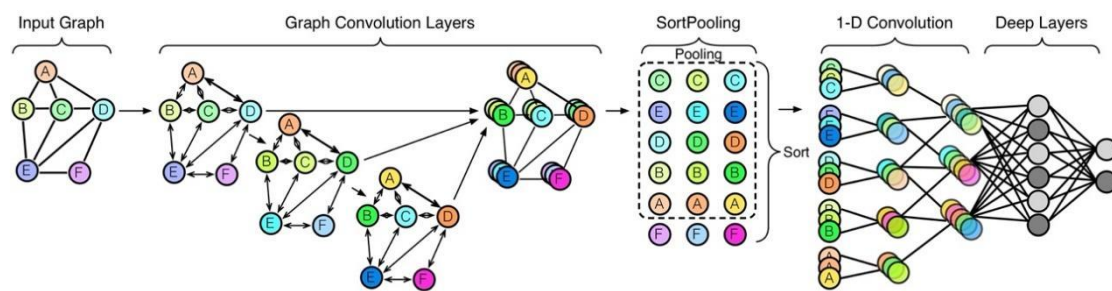 Input Graph
Graph Convolution Layers
SortPooling
1-D Convolution
Deep Layers
Pooling
Sort
A
B C D
E F
A
B C D
E F
A
B C D
E F
A
B C D
E F
A
B C D
E F
C C C
E E E
D D D
B B B
A A A
F F F
C
C
C
E
E
E
D
D
D
B
B
B
A
A
A